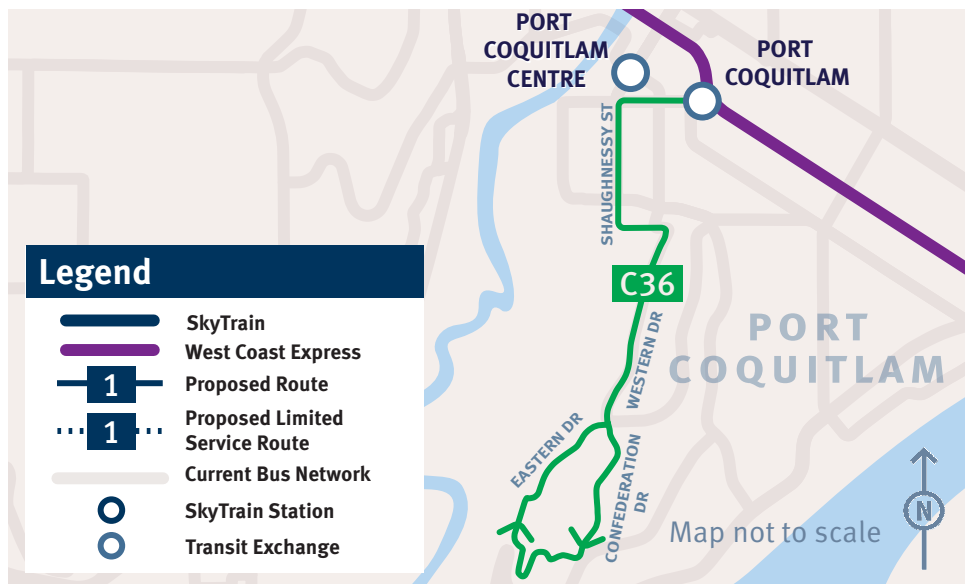 PORT
COQUITLAM
CENTRE
PORT
COQUITLAM
SHAUGHNESSY ST
C36
WESTERN DR
PORT
COQUITLAM
EASTERN DR
CONFEDERATION
DR
Map not to scale
N
Legend
SkyTrain
West Coast Express
1 Proposed Route
1 Proposed Limited
Service Route
Current Bus Network
SkyTrain Station
Transit Exchange